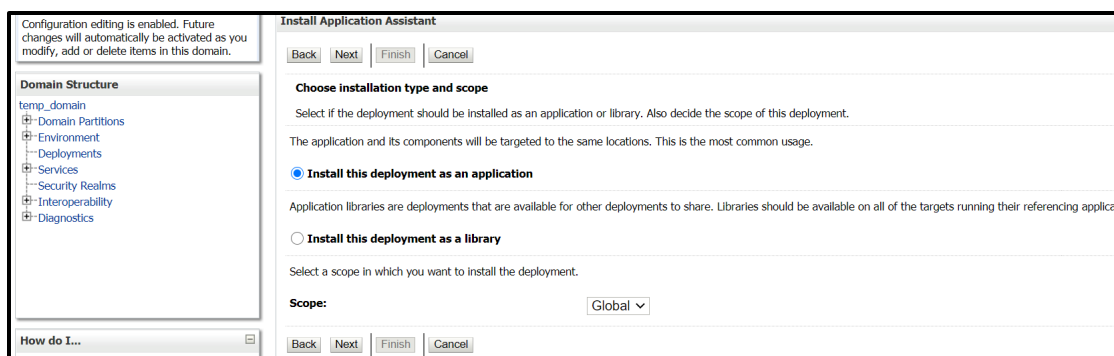 Configuration editing is enabled. Future
changes will automatically be activated as you
modify, add or delete items in this domain.
Domain Structure
temp_domain
Domain Partitions
Environment
Deployments
Services
Security Realms
Interoperability
Diagnostics
How do I...
Install Application Assistant
Back Next Finish Cancel
Choose installation type and scope
Select if the deployment should be installed as an application or library. Also decide the scope of this deployment.
The application and its components will be targeted to the same locations. This is the most common usage.
Install this deployment as an application
Application libraries are deployments that are available for other deployments to share. Libraries should be available on all of the targets running their referencing applica
Install this deployment as a library
Select a scope in which you want to install the deployment.
Scope: Global
Back Next Finish Cancel